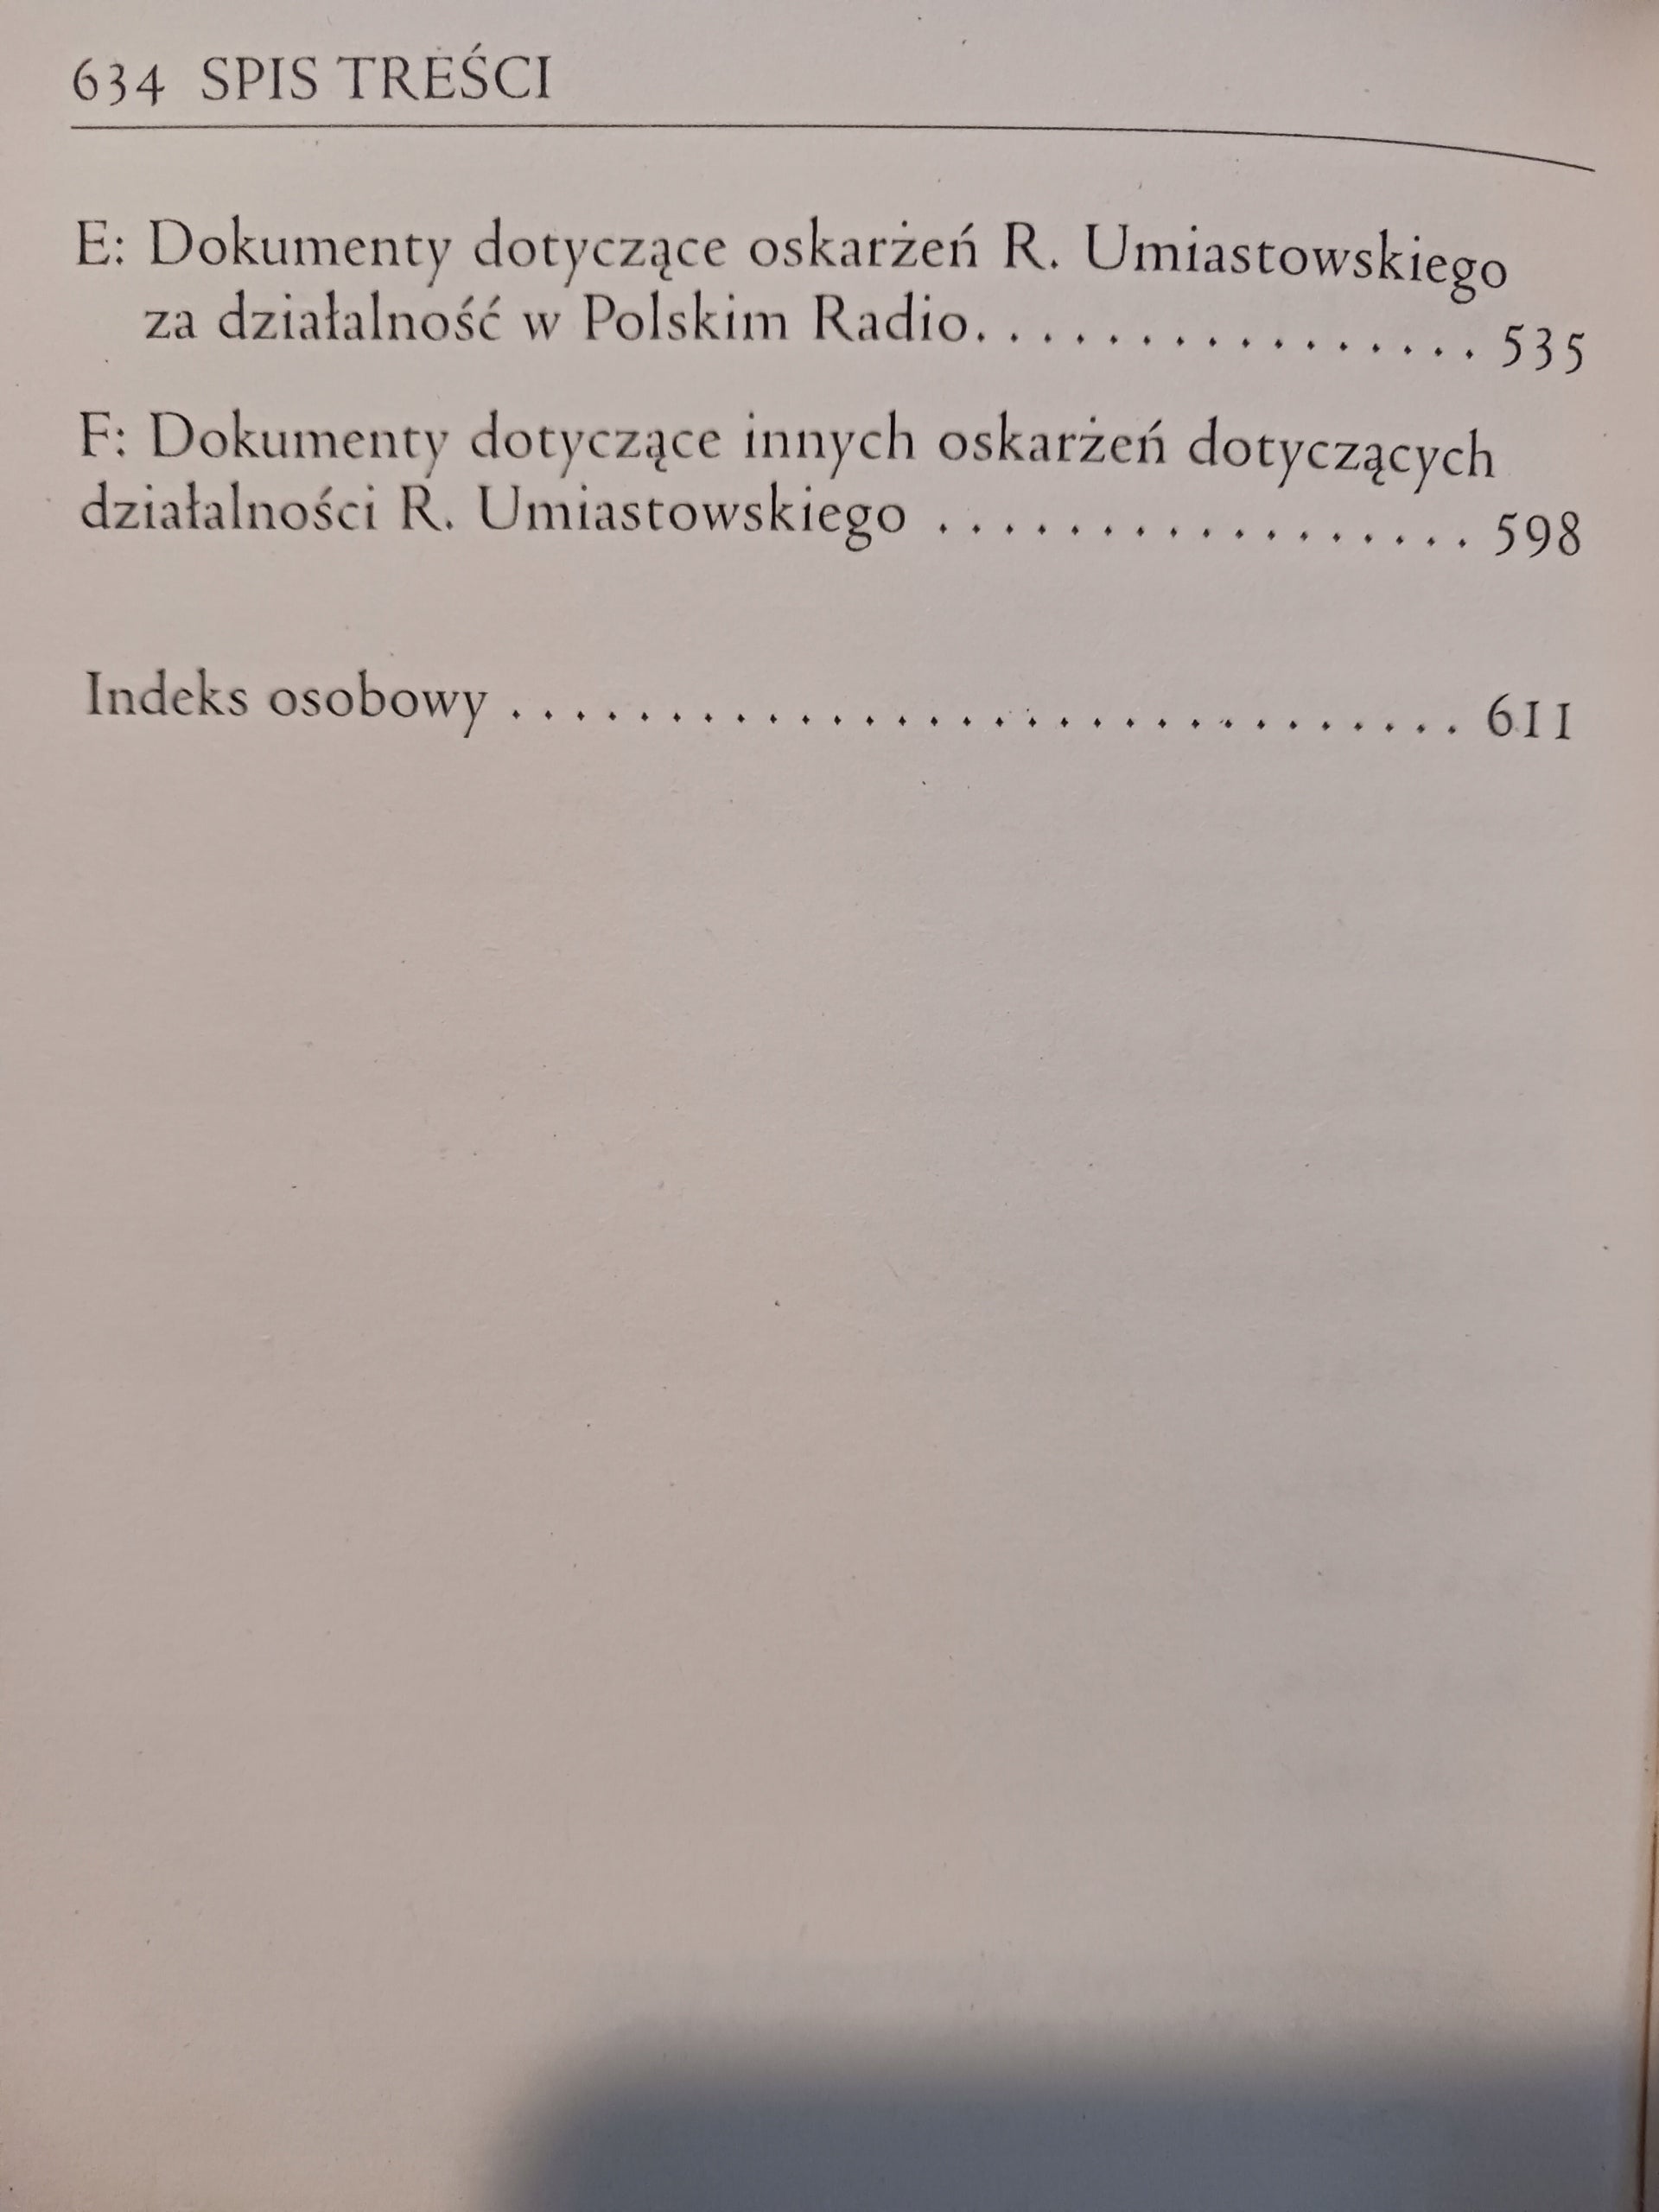 634 SPIS TREŚCI
E: Dokumenty dotyczące oskarżeń R. Umiastowskiego
za działalność w Polskim Radio. . . . . . . . . . . . . . . . 535
F: Dokumenty dotyczące innych oskarżeń dotyczących
działalności R. Umiastowskiego . . . . . . . . . . . . . . . . . 598
Indeks osobowy . . . . . . . . . . . . . . . . . . . . . . . . . . . . . 611